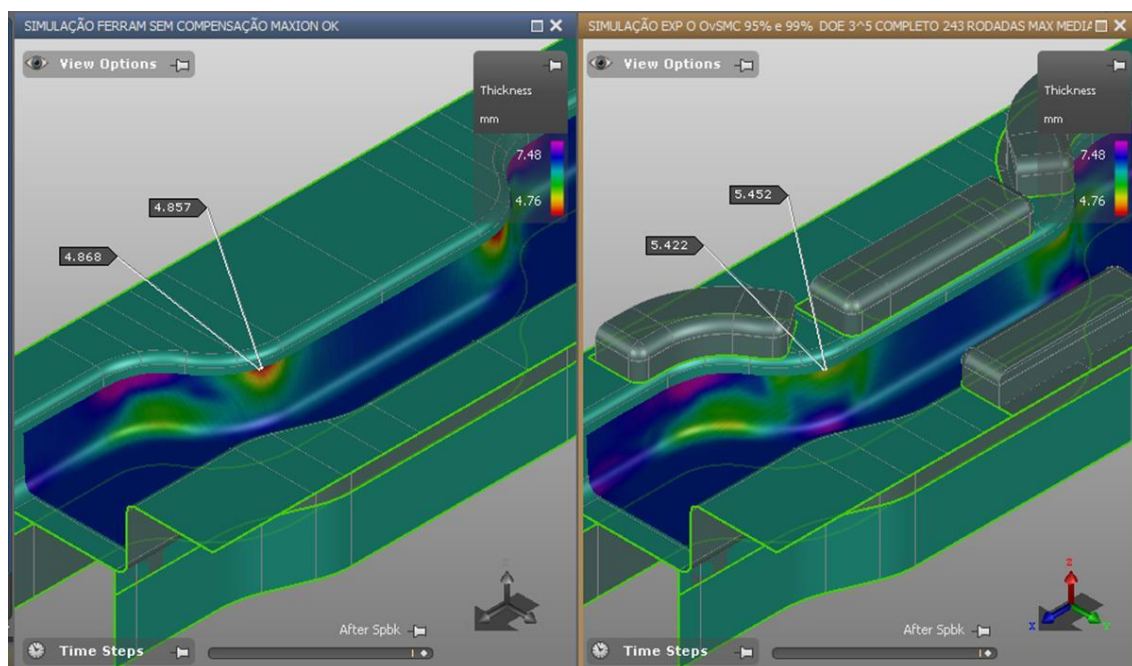 SIMULAÇÃO FERRAM SEM COMPENSAÇÃO MAXION OK
View Options
Thickness
mm
7.48
4.76
4.857
4.868
Z
After Spbk
Time Steps
SIMULAÇÃO EXP O OvSMC 95% e 99% DOE 3^5 COMPLETO 243 RODADAS MAX MEDIA
View Options
Thickness
mm
7.48
4.76
5.452
5.422
Z
X
Y
After Spbk
Time Steps